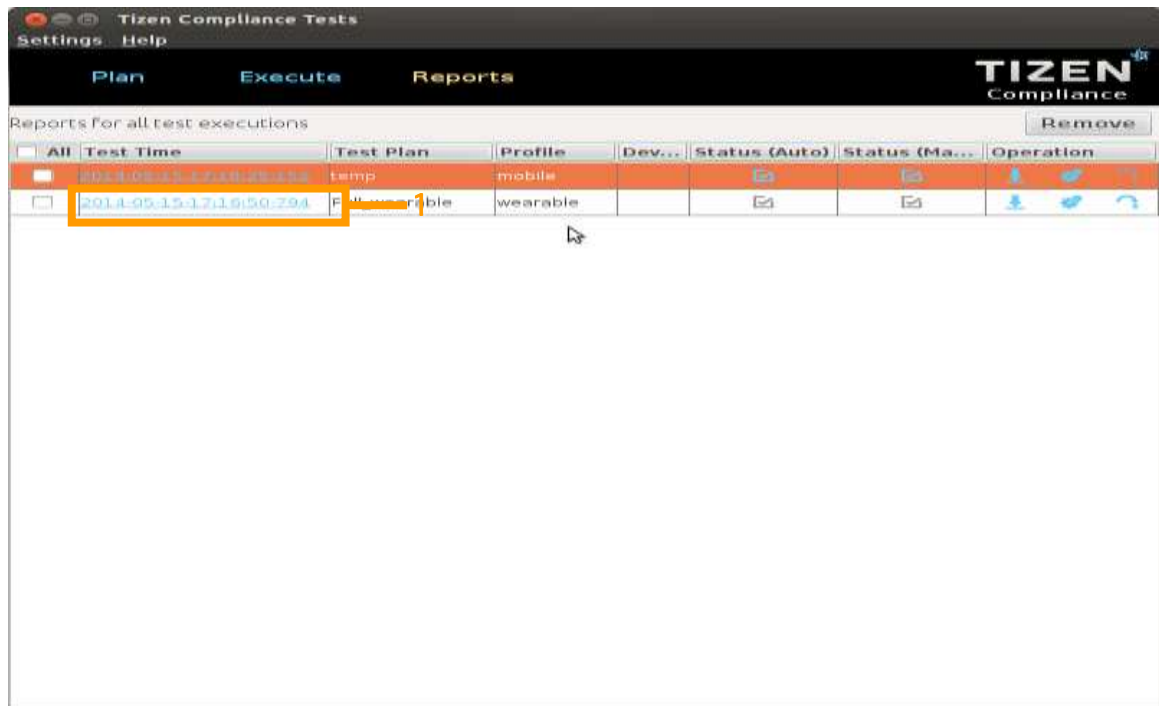 Tizen Compliance Tests
Settings Help
Plan Execute Reports
TIZEN
Compliance
Reports for all test executions Remove
All Test Time Test Plan Profile Dev... Status (Auto) Status (Ma... Operation
temp mobile
2014-05-15-17:16:50-794 1 wearable